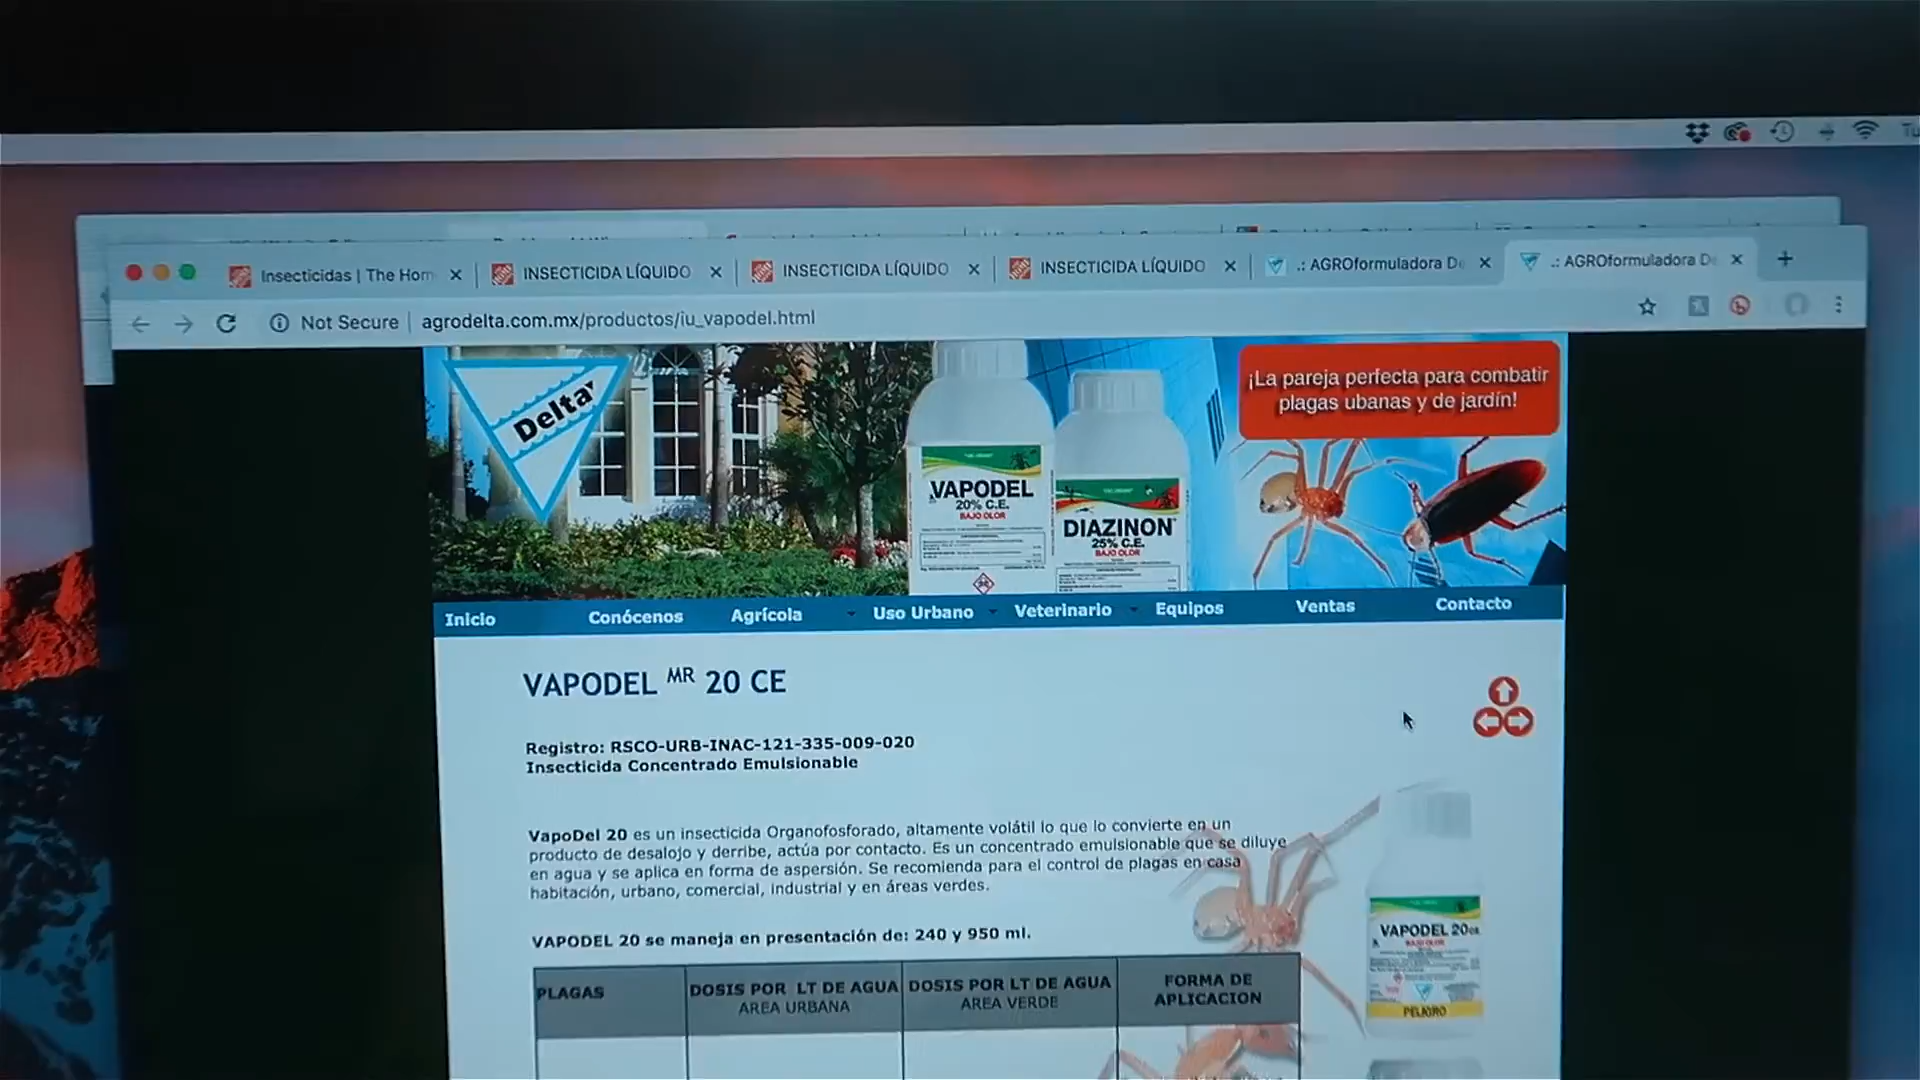 Tu
Insecticidas | The Hom
INSECTICIDA LÍQUIDO
INSECTICIDA LÍQUIDO
INSECTICIDA LÍQUIDO
.: AGROformuladora De
.: AGROformuladora De
Not Secure
agrodelta.com.mx/productos/iu_vapodel.html
Delta
VAPODEL
20% C.E.
BAJO OLOR
DIAZINON
25% C.E.
BAJO OLOR
¡La pareja perfecta para combatir
plagas ubanas y de jardín!
Inicio
Conócenos
Agrícola
Uso Urbano
Veterinario
Equipos
Ventas
Contacto
VAPODEL MR 20 CE
Registro: RSCO-URB-INAC-121-335-009-020
Insecticida Concentrado Emulsionable
VapoDel 20 es un insecticida Organofosforado, altamente volátil lo que lo convierte en un
producto de desalojo y derribe, actúa por contacto. Es un concentrado emulsionable que se diluye
en agua y se aplica en forma de aspersión. Se recomienda para el control de plagas en casa
habitación, urbano, comercial, industrial y en áreas verdes.
VAPODEL 20 se maneja en presentación de: 240 y 950 ml.
PLAGAS
DOSIS POR LT DE AGUA
AREA URBANA
DOSIS POR LT DE AGUA
AREA VERDE
FORMA DE
APLICACION
VAPODEL 20 CE
BAJO OLOR
PELIGRO